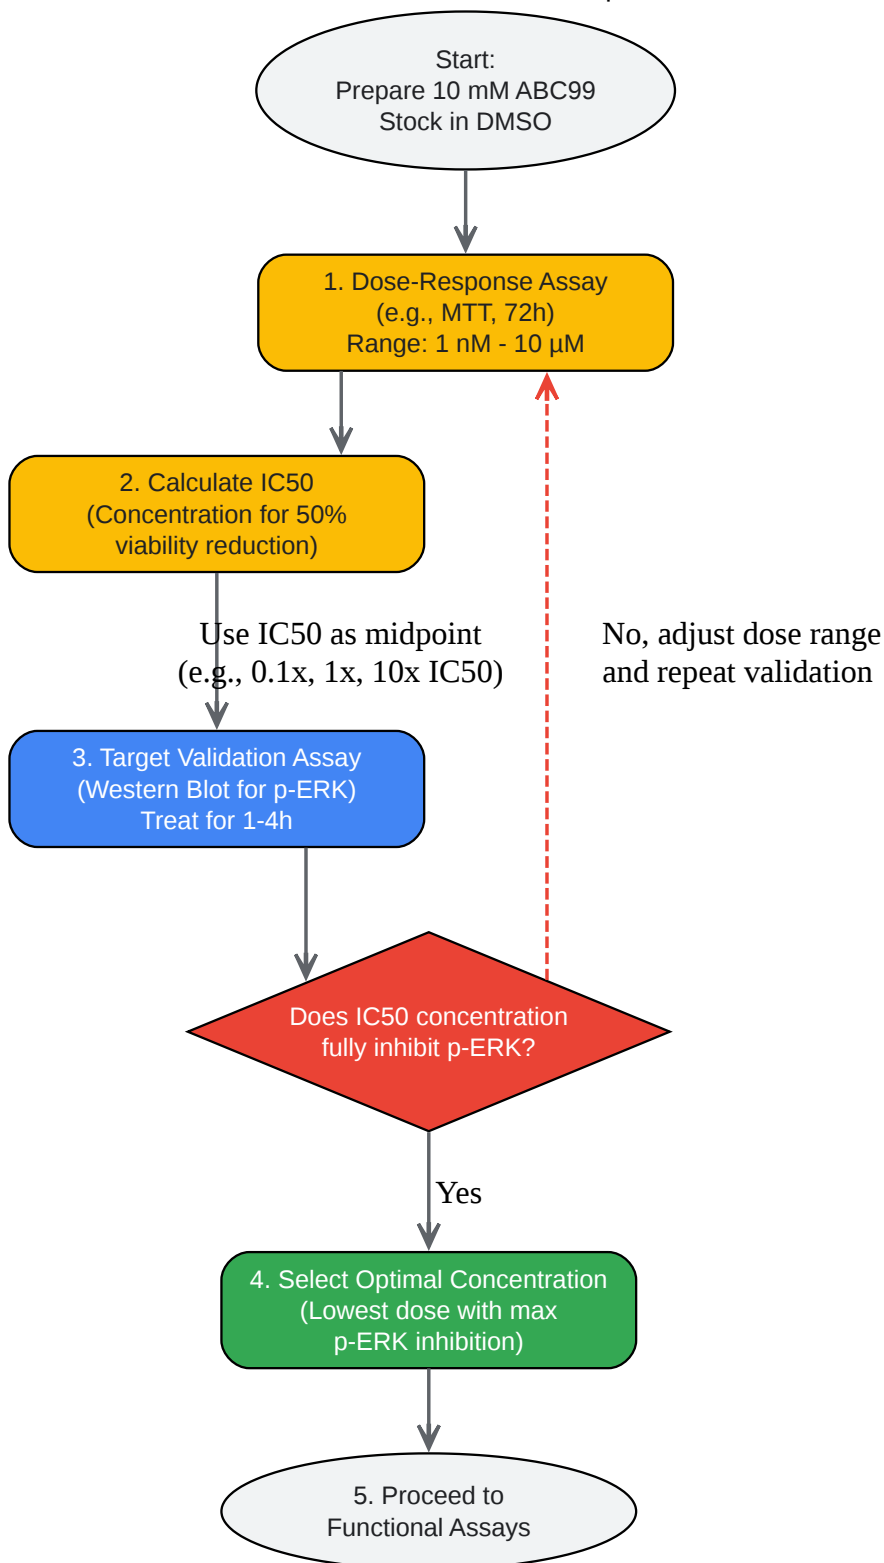 Start:
Prepare 10 mM ABC99
Stock in DMSO
1. Dose-Response Assay
(e.g., MTT, 72h)
Range: 1 nM - 10 µM
2. Calculate IC50
(Concentration for 50%
viability reduction)
Use IC50 as midpoint
(e.g., 0.1x, 1x, 10x IC50)
No, adjust dose range
and repeat validation
3. Target Validation Assay
(Western Blot for p-ERK)
Treat for 1-4h
Does IC50 concentration
fully inhibit p-ERK?
Yes
4. Select Optimal Concentration
(Lowest dose with max
p-ERK inhibition)
5. Proceed to
Functional Assays